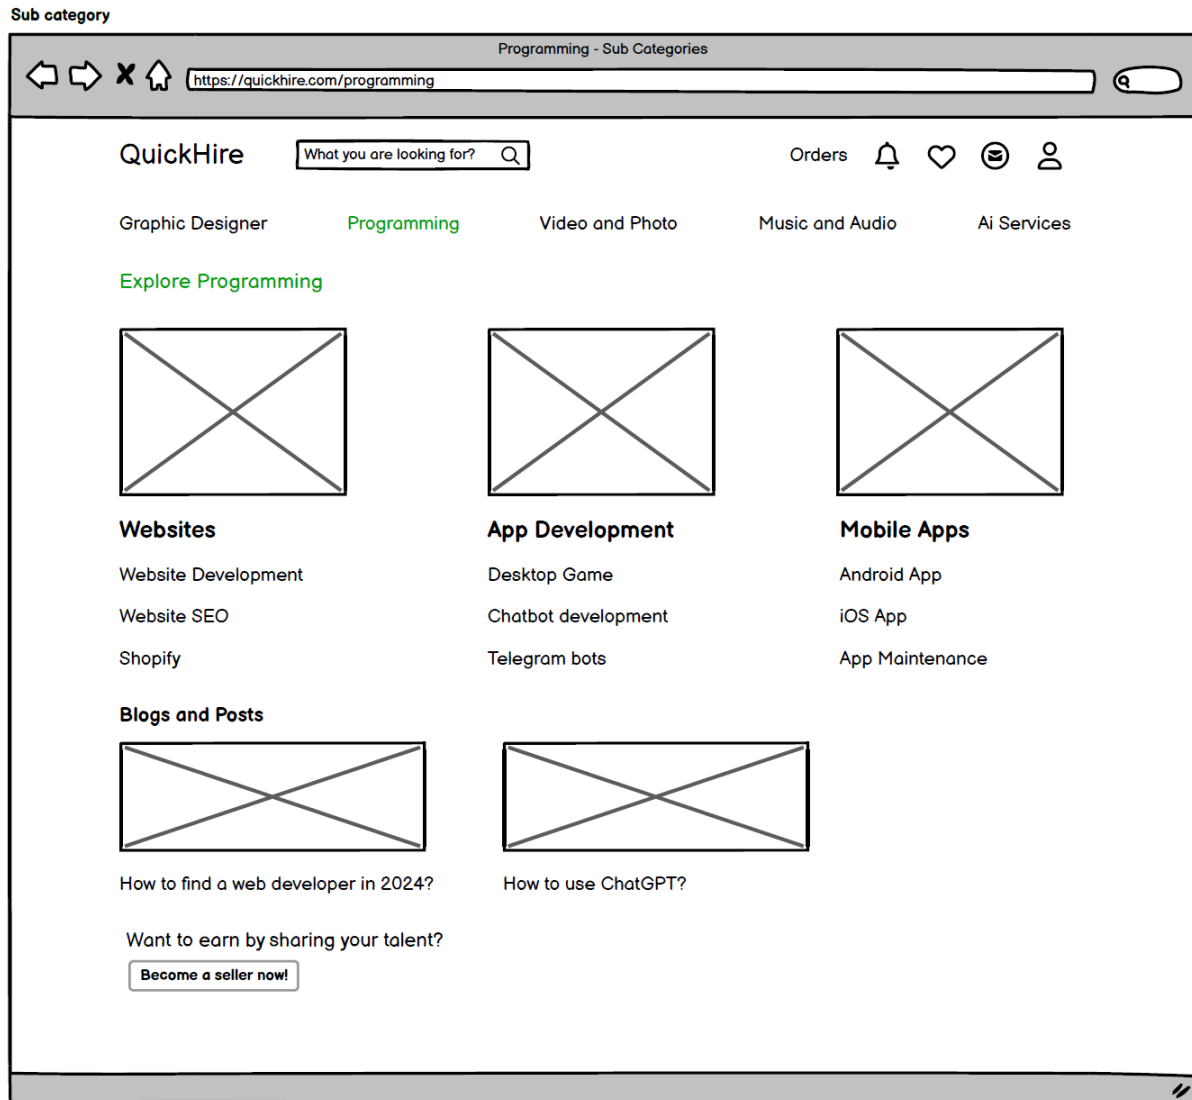 Sub category
Programming - Sub Categories
https://quickhire.com/programming
QuickHire
What you are looking for?
Orders
Graphic Designer
Programming
Video and Photo
Music and Audio
Ai Services
Explore Programming
Websites
App Development
Mobile Apps
Website Development
Desktop Game
Android App
Website SEO
Chatbot development
iOS App
Shopify
Telegram bots
App Maintenance
Blogs and Posts
How to find a web developer in 2024?
How to use ChatGPT?
Want to earn by sharing your talent?
Become a seller now!